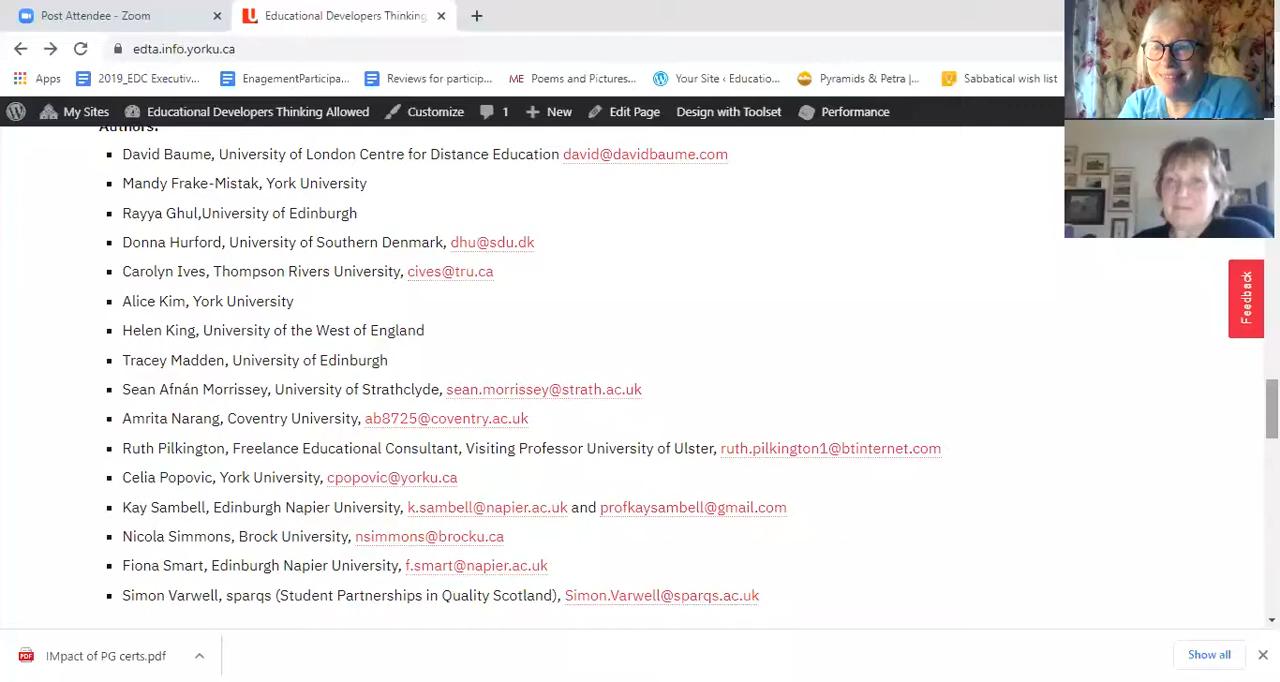 Post Attendee - Zoom
Educational Developers Thinking
edta.info.yorku.ca
Apps
2019_EDC Executiv...
EnagementParticipa...
Reviews for particip...
ME Poems and Pictures...
Your Site ‹ Educatio...
Pyramids & Petra |...
Sabbatical wish list
My Sites
Educational Developers Thinking Allowed
Customize
1
New
Edit Page
Design with Toolset
Performance
Authors:
David Baume, University of London Centre for Distance Education david@davidbaume.com
Mandy Frake-Mistak, York University
Rayya Ghul,University of Edinburgh
Donna Hurford, University of Southern Denmark, dhu@sdu.dk
Carolyn Ives, Thompson Rivers University, cives@tru.ca
Alice Kim, York University
Helen King, University of the West of England
Tracey Madden, University of Edinburgh
Sean Afnán Morrissey, University of Strathclyde, sean.morrissey@strath.ac.uk
Amrita Narang, Coventry University, ab8725@coventry.ac.uk
Ruth Pilkington, Freelance Educational Consultant, Visiting Professor University of Ulster, ruth.pilkington1@btinternet.com
Celia Popovic, York University, cpopovic@yorku.ca
Kay Sambell, Edinburgh Napier University, k.sambell@napier.ac.uk and profkaysambell@gmail.com
Nicola Simmons, Brock University, nsimmons@brocku.ca
Fiona Smart, Edinburgh Napier University, f.smart@napier.ac.uk
Simon Varwell, sparqs (Student Partnerships in Quality Scotland), Simon.Varwell@sparqs.ac.uk
Feedback
PDF
IMpact of PG certs.pdf
Show all